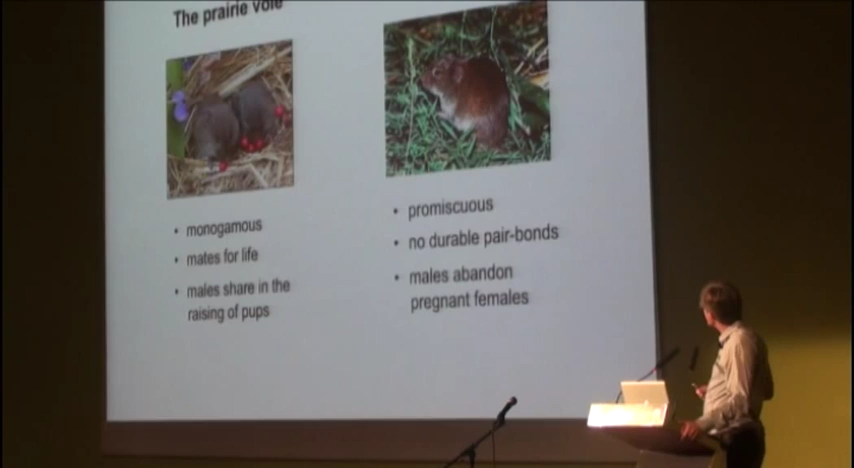 The prairie vole
• monogamous
• mates for life
• males share in the
raising of pups
• promiscuous
• no durable pair-bonds
• males abandon
pregnant females